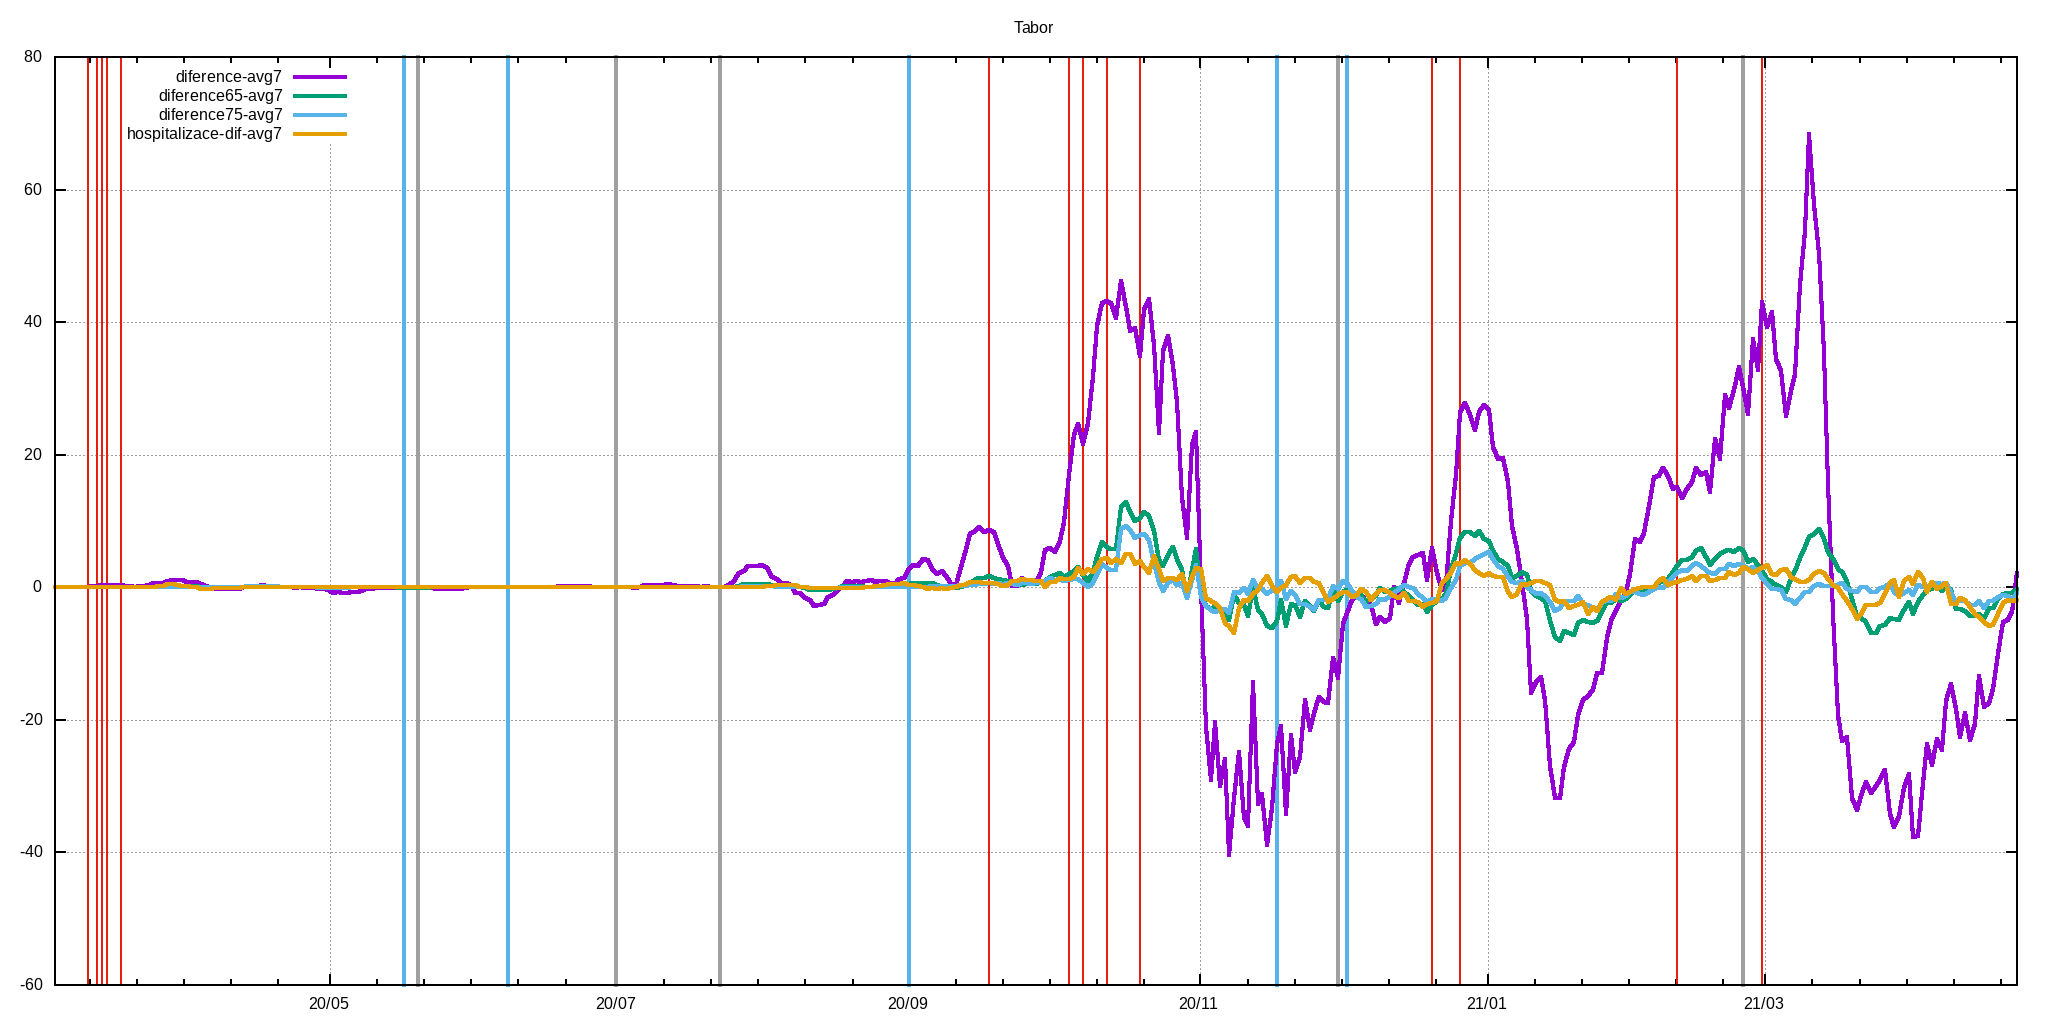 Tabor
80
60
40
20
0
-20
-40
-60
diference-avg7
diference65-avg7
diference75-avg7
hospitalizace-dif-avg7
20/05
20/07
20/09
20/11
21/01
21/03